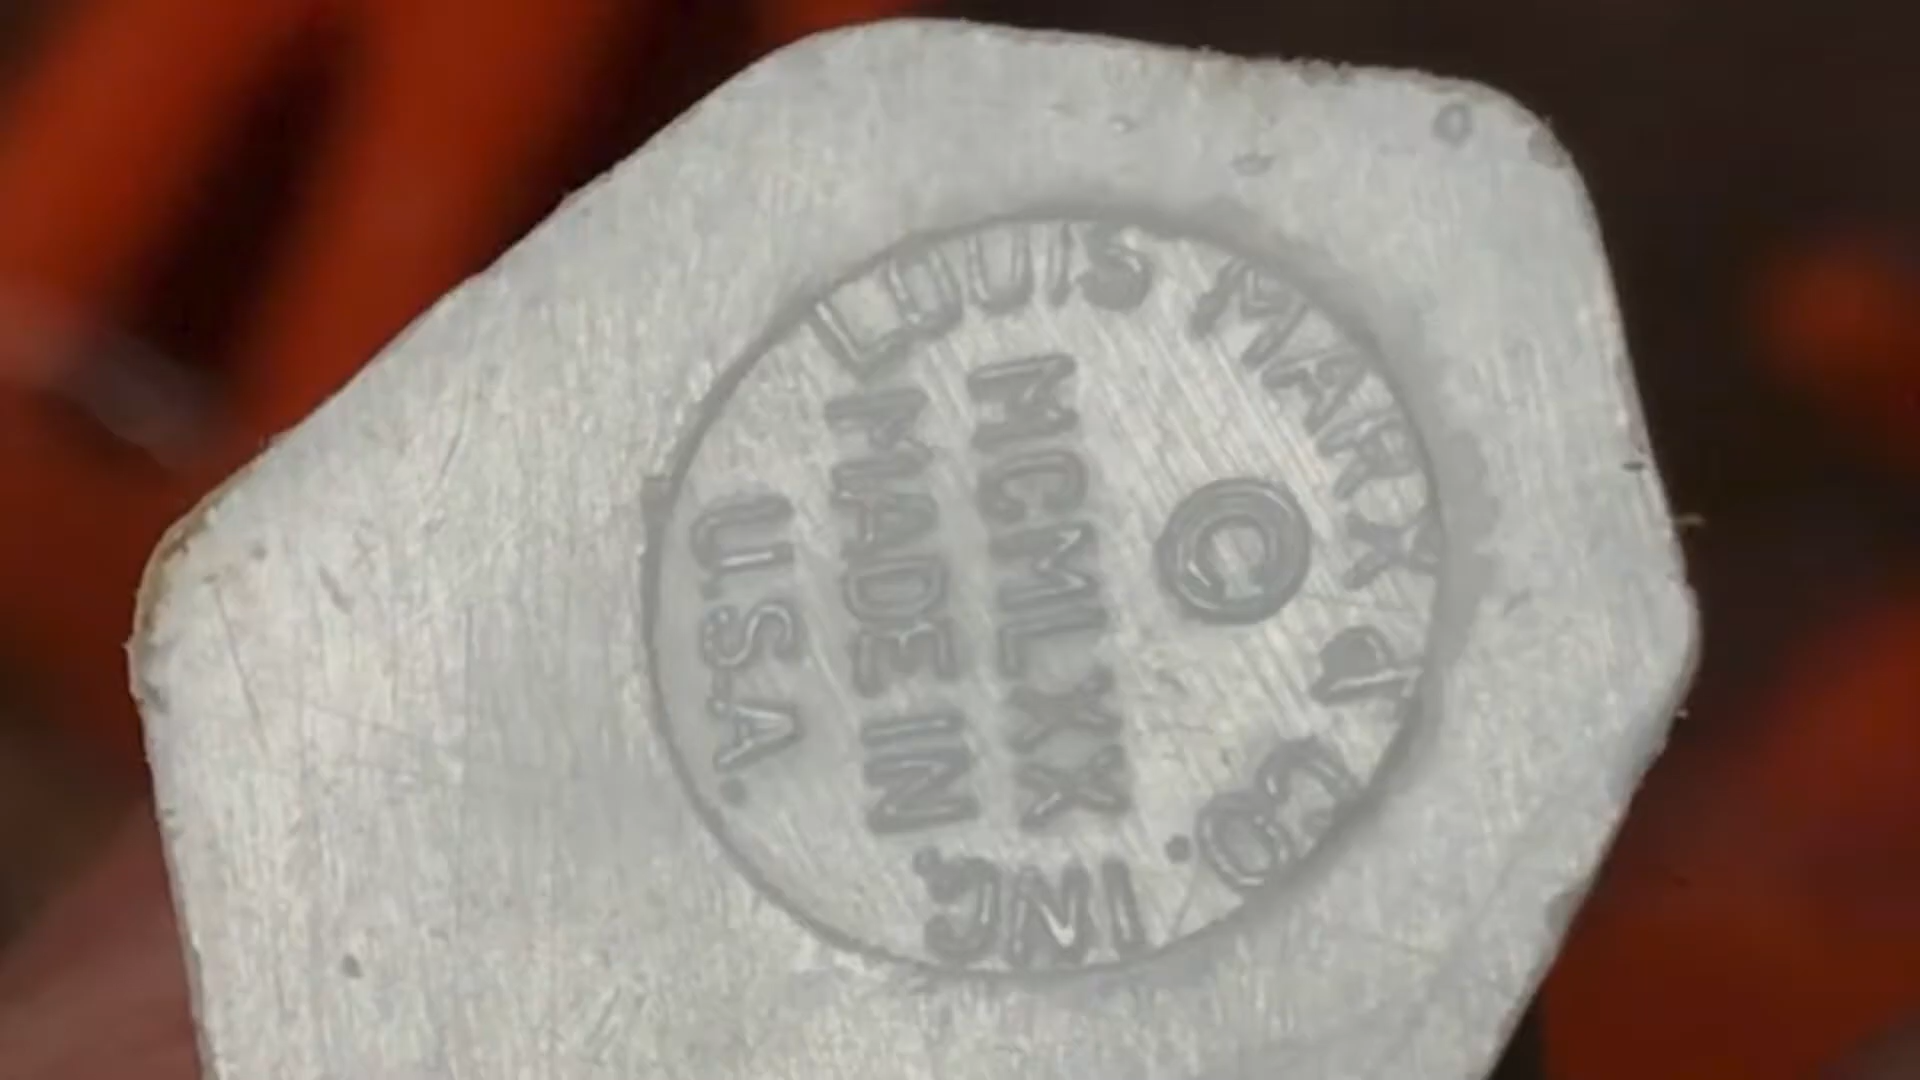 LOUIS MARX & CO. INC.
©
MCMLXX
MADE IN
U.S.A.